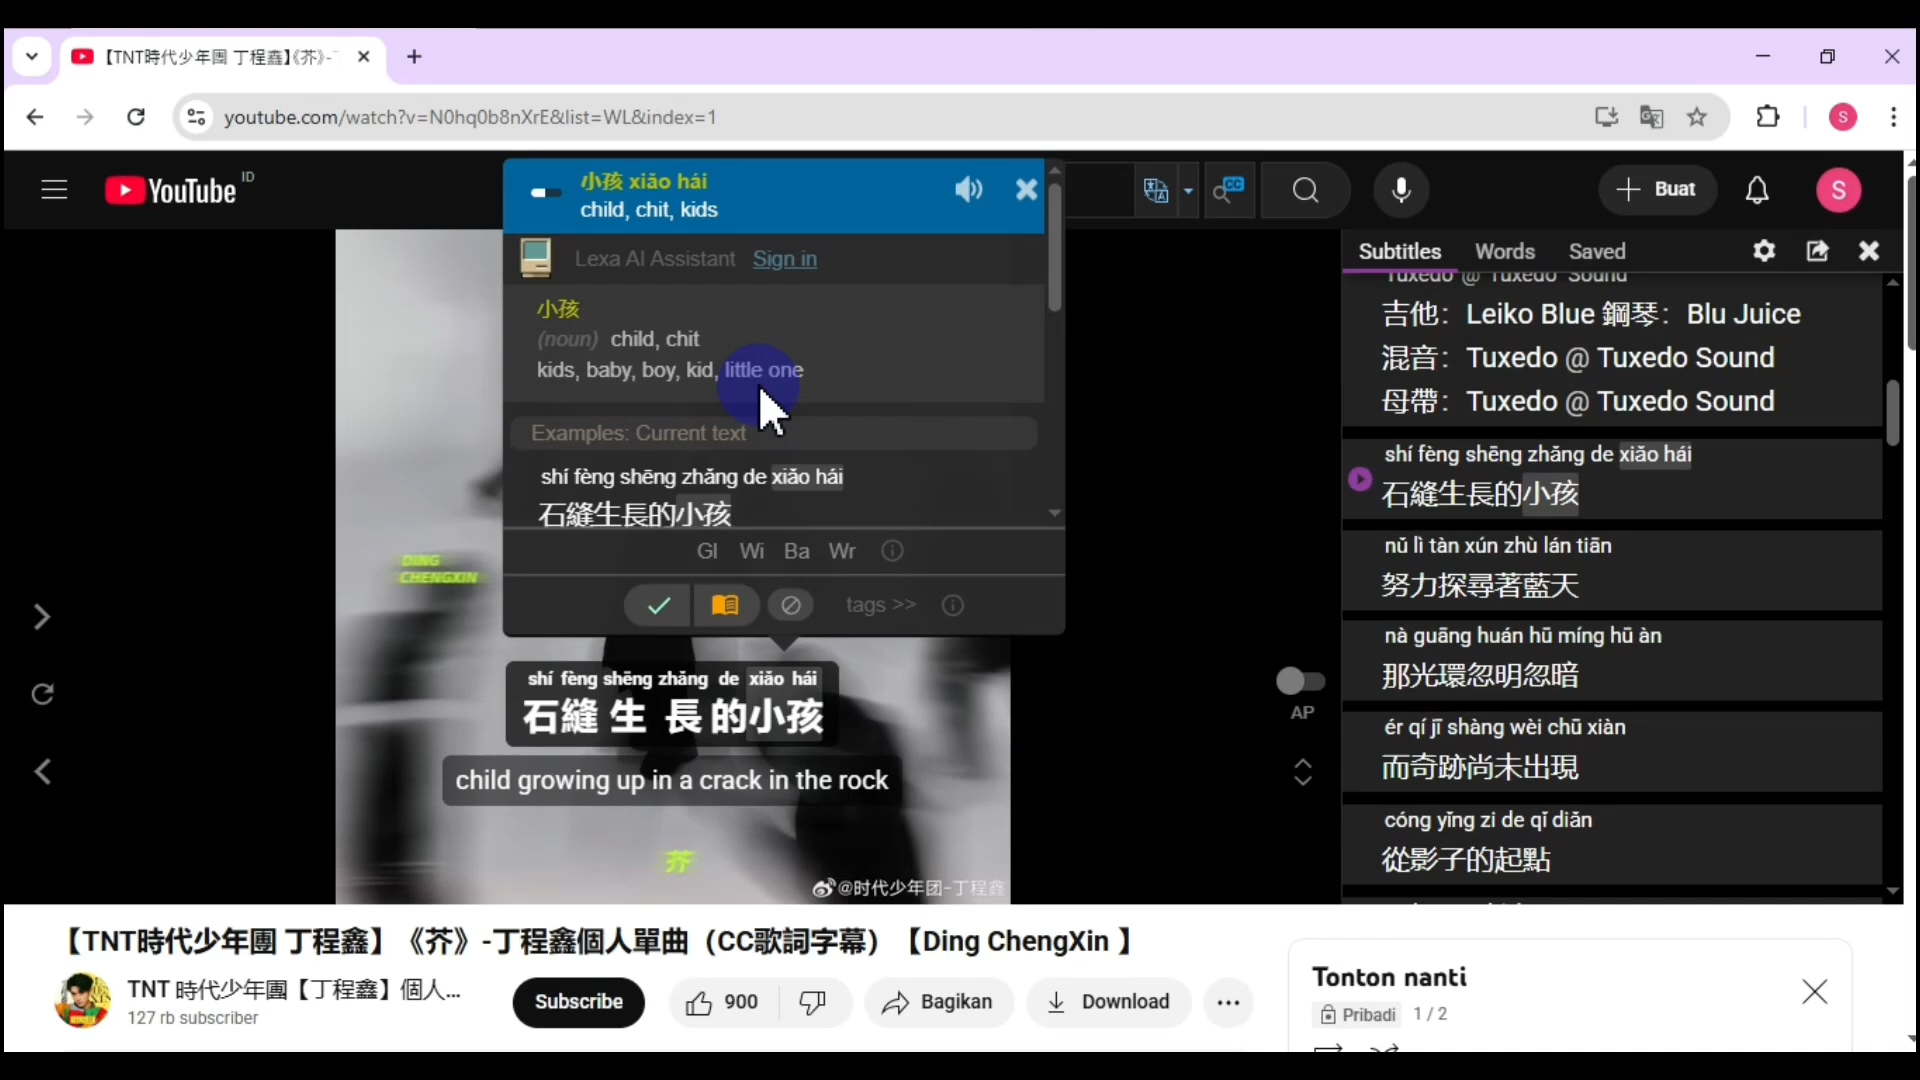 【TNT時代少年團 丁程鑫】《芥》-
youtube.com/watch?v=N0hq0b8nXrE&list=WL&index=1
S
YouTube ID
Buat
S
小孩 xiǎo hái
child, chit, kids
Lexa AI Assistant Sign in
小孩
(noun) child, chit
kids, baby, boy, kid, little one
Examples: Current text
shí fèng shēng zhǎng de xiǎo hái
石縫生長的小孩
Gl Wi Ba Wr
tags >>
DING
CHENGXIN
shí fèng shēng zhǎng de xiǎo hái
石縫 生 長 的小孩
child growing up in a crack in the rock
芥
@时代少年团-丁程鑫
CC
AP
Subtitles Words Saved
Tuxedo @ Tuxedo Sound
吉他：Leiko Blue 鋼琴：Blu Juice
混音：Tuxedo @ Tuxedo Sound
母帶：Tuxedo @ Tuxedo Sound
shí fèng shēng zhǎng de xiǎo hái
石縫生長的小孩
nǔ lì tàn xún zhù lán tiān
努力探尋著藍天
nà guāng huán hū míng hū àn
那光環忽明忽暗
ér qí jī shàng wèi chū xiàn
而奇跡尚未出現
cóng yǐng zi de qǐ diǎn
從影子的起點
【TNT時代少年團 丁程鑫】《芥》-丁程鑫個人單曲（CC歌詞字幕）【Ding ChengXin 】
TNT 時代少年團【丁程鑫】個人...
127 rb subscriber
Subscribe
900
Bagikan
Download
Tonton nanti
Pribadi 1 / 2